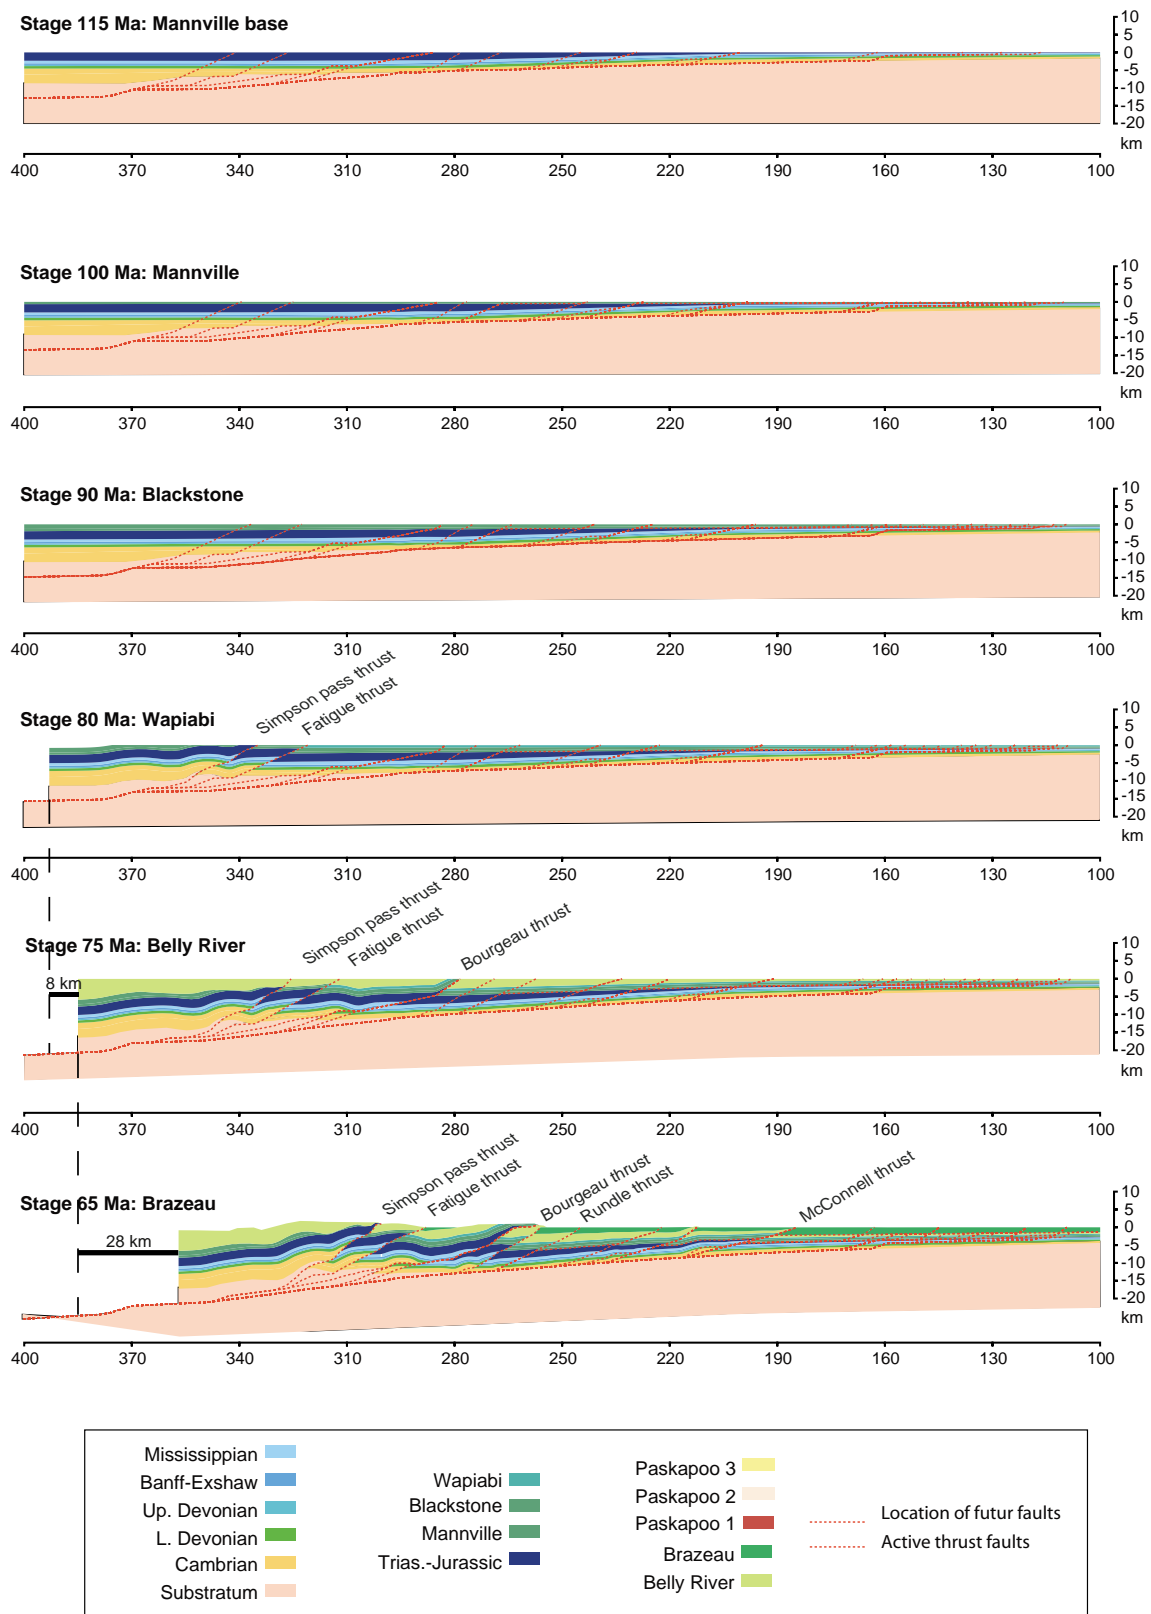 Stage 115 Ma: Mannville base
10
0
-5
-10
-15
-20
km
400 370 340 310 280 250 220 190 160 130 100
Stage 100 Ma: Mannville
10
5
0
-5
-10
-15
-20
km
400 370 340 310 280 250 220 190 160 130 100
Stage 90 Ma: Blackstone
10
5
0
-5
-10
-15
-20
km
400 370 340 310 280 250 220 190 160 130 100
Simpson pass thrust
Fatigue thrust
Stage 80 Ma: Wapiabi
10
5
0
-5
-10
-15
-20
km
400 370 340 310 280 250 220 190 160 130 100
Simpson pass thrust
Fatigue thrust
Bourgeau thrust
Stage 75 Ma: Belly River
8 km
10
5
0
-5
-10
-15
-20
km
400 370 340 310 280 250 220 190 160 130 100
Simpson pass thrust
Fatigue thrust
Bourgeau thrust
Rundle thrust
McConnell thrust
Stage 65 Ma: Brazeau
28 km
10
5
0
-5
-10
-15
-20
km
400 370 340 310 280 250 220 190 160 130 100
Mississippian
Banff-Exshaw
Up. Devonian
L. Devonian
Cambrian
Substratum
Wapiabi
Blackstone
Mannville
Trias.-Jurassic
Paskapoo 3
Paskapoo 2
Paskapoo 1
Brazeau
Belly River
Location of futur faults
Active thrust faults